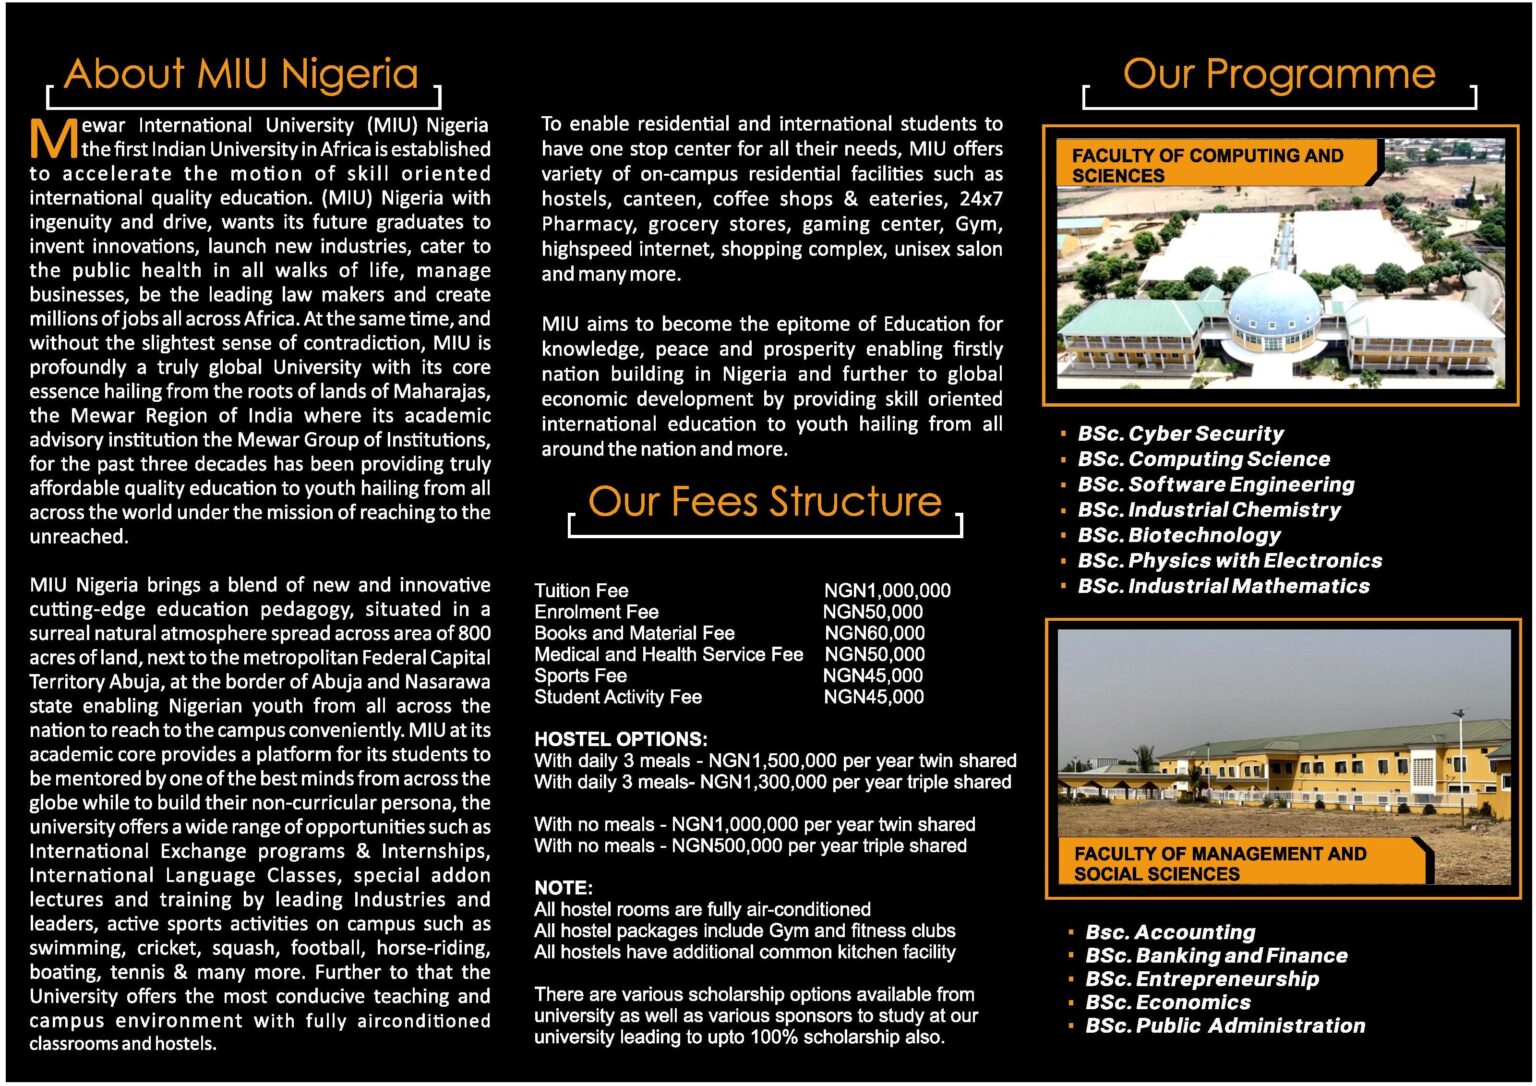 About MIU Nigeria
Mewar International University (MIU) Nigeria
the first Indian University in Africa is established
to accelerate the motion of skill oriented
international quality education. (MIU) Nigeria with
ingenuity and drive, wants its future graduates to
invent innovations, launch new industries, cater to
the public health in all walks of life, manage
businesses, be the leading law makers and create
millions of jobs all across Africa. At the same time, and
without the slightest sense of contradiction, MIU is
profoundly a truly global University with its core
essence hailing from the roots of lands of Maharajas,
the Mewar Region of India where its academic
advisory institution the Mewar Group of Institutions,
for the past three decades has been providing truly
affordable quality education to youth hailing from all
across the world under the mission of reaching to the
unreached.
MIU Nigeria brings a blend of new and innovative
cutting-edge education pedagogy, situated in a
surreal natural atmosphere spread across area of 800
acres of land, next to the metropolitan Federal Capital
Territory Abuja, at the border of Abuja and Nasarawa
state enabling Nigerian youth from all across the
nation to reach to the campus conveniently. MIU at its
academic core provides a platform for its students to
be mentored by one of the best minds from across the
globe while to build their non-curricular persona, the
university offers a wide range of opportunities such as
International Exchange programs & Internships,
International Language Classes, special addon
lectures and training by leading Industries and
leaders, active sports activities on campus such as
swimming, cricket, squash, football, horse-riding,
boating, tennis & many more. Further to that the
University offers the most conducive teaching and
campus environment with fully airconditioned
classrooms and hostels.
To enable residential and international students to
have one stop center for all their needs, MIU offers
variety of on-campus residential facilities such as
hostels, canteen, coffee shops & eateries, 24x7
Pharmacy, grocery stores, gaming center, Gym,
highspeed internet, shopping complex, unisex salon
and many more.
MIU aims to become the epitome of Education for
knowledge, peace and prosperity enabling firstly
nation building in Nigeria and further to global
economic development by providing skill oriented
international education to youth hailing from all
around the nation and more.
Our Fees Structure
Tuition Fee NGN1,000,000
Enrolment Fee NGN50,000
Books and Material Fee NGN60,000
Medical and Health Service Fee NGN50,000
Sports Fee NGN45,000
Student Activity Fee NGN45,000
HOSTEL OPTIONS:
With daily 3 meals - NGN1,500,000 per year twin shared
With daily 3 meals- NGN1,300,000 per year triple shared
With no meals - NGN1,000,000 per year twin shared
With no meals - NGN500,000 per year triple shared
NOTE:
All hostel rooms are fully air-conditioned
All hostel packages include Gym and fitness clubs
All hostels have additional common kitchen facility
There are various scholarship options available from
university as well as various sponsors to study at our
university leading to upto 100% scholarship also.
Our Programme
FACULTY OF COMPUTING AND
SCIENCES
▪ BSc. Cyber Security
▪ BSc. Computing Science
▪ BSc. Software Engineering
▪ BSc. Industrial Chemistry
▪ BSc. Biotechnology
▪ BSc. Physics with Electronics
▪ BSc. Industrial Mathematics
FACULTY OF MANAGEMENT AND
SOCIAL SCIENCES
▪ Bsc. Accounting
▪ BSc. Banking and Finance
▪ BSc. Entrepreneurship
▪ BSc. Economics
▪ BSc. Public Administration